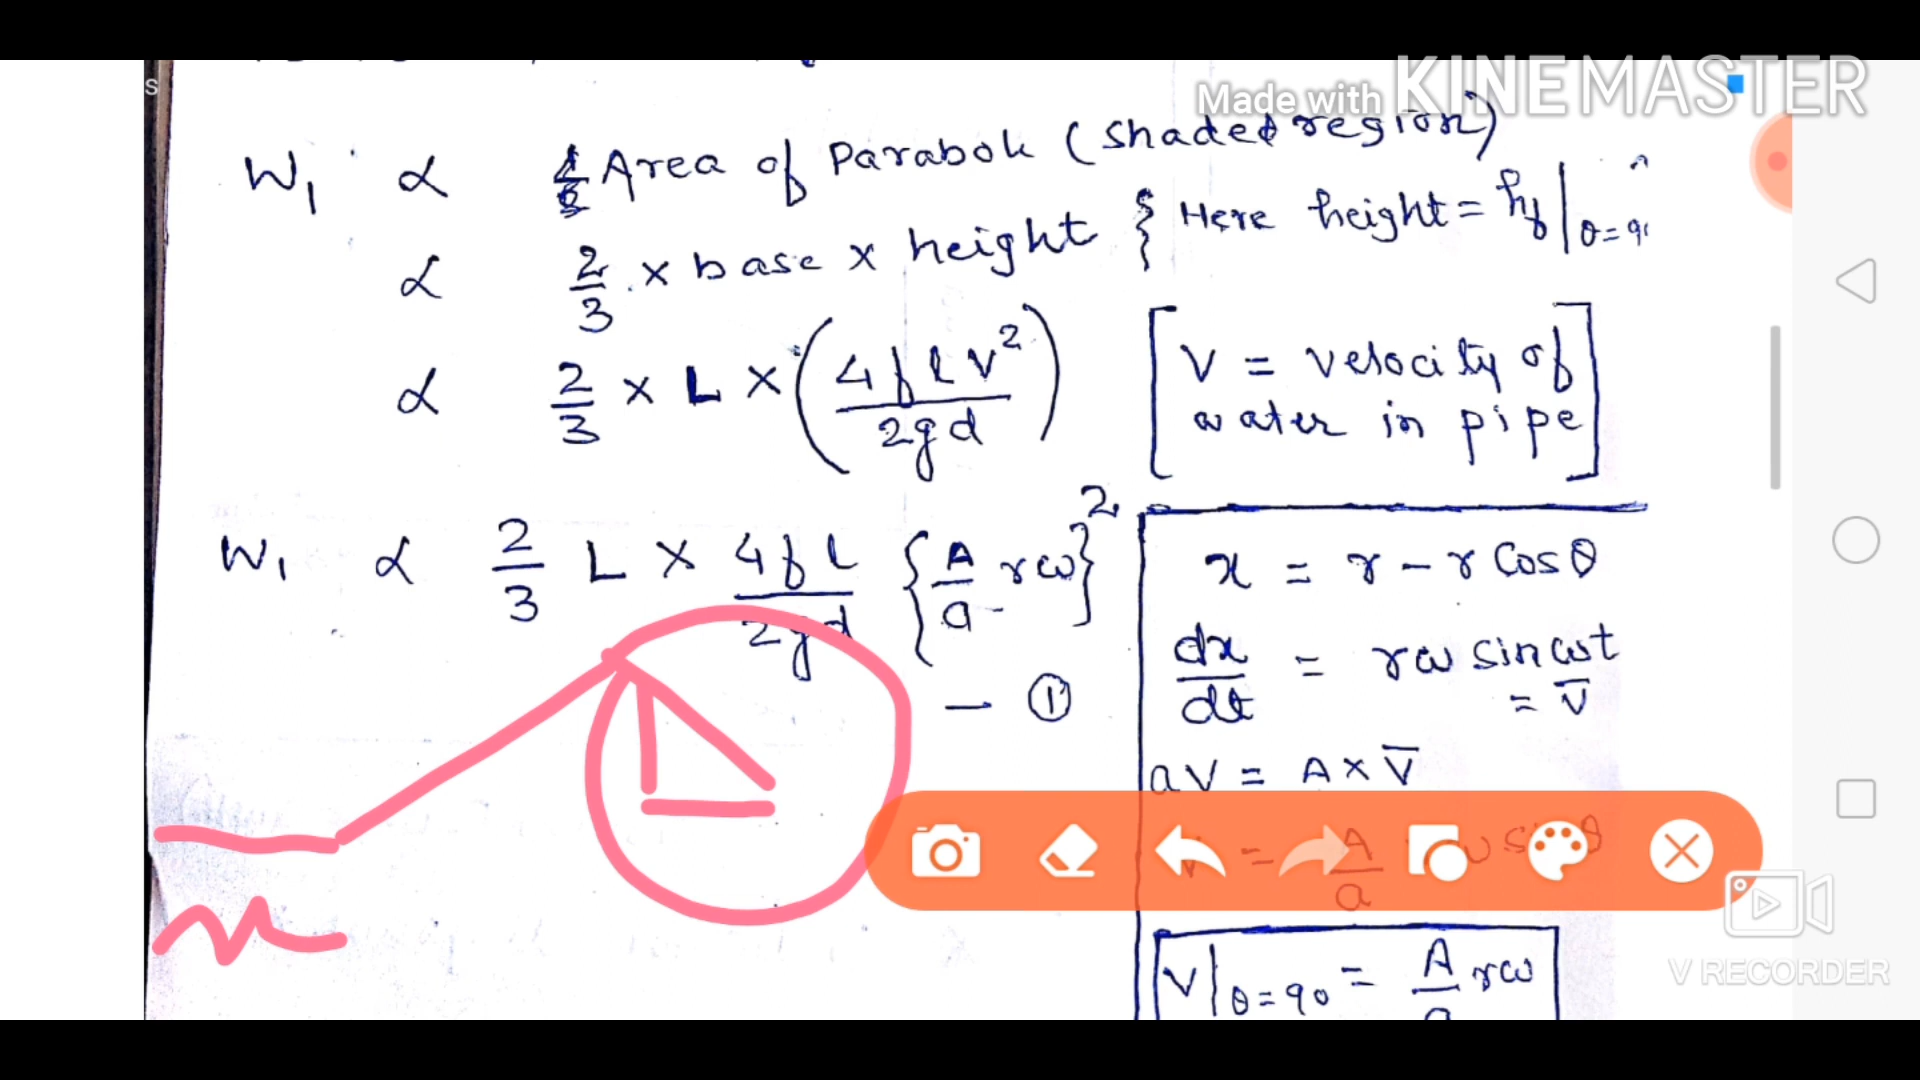 Made with KINEMASTER
s
W₁ ∝ Area of Parabola (shaded region)
∝ 2/3 × base × height } Here height = hf|θ=90
∝ 2/3 × L × (4flv²/2gd) [V = velocity of
water in pipe]
W₁ ∝ 2/3 L × 4fl/2gd {A/a rω}²
— ①
x = r - r Cosθ
dx/dt = rω sin ωt
= V̅
av = A × V̅
= A/a ω sinθ
V|θ=90 = A/a rω
V RECORDER